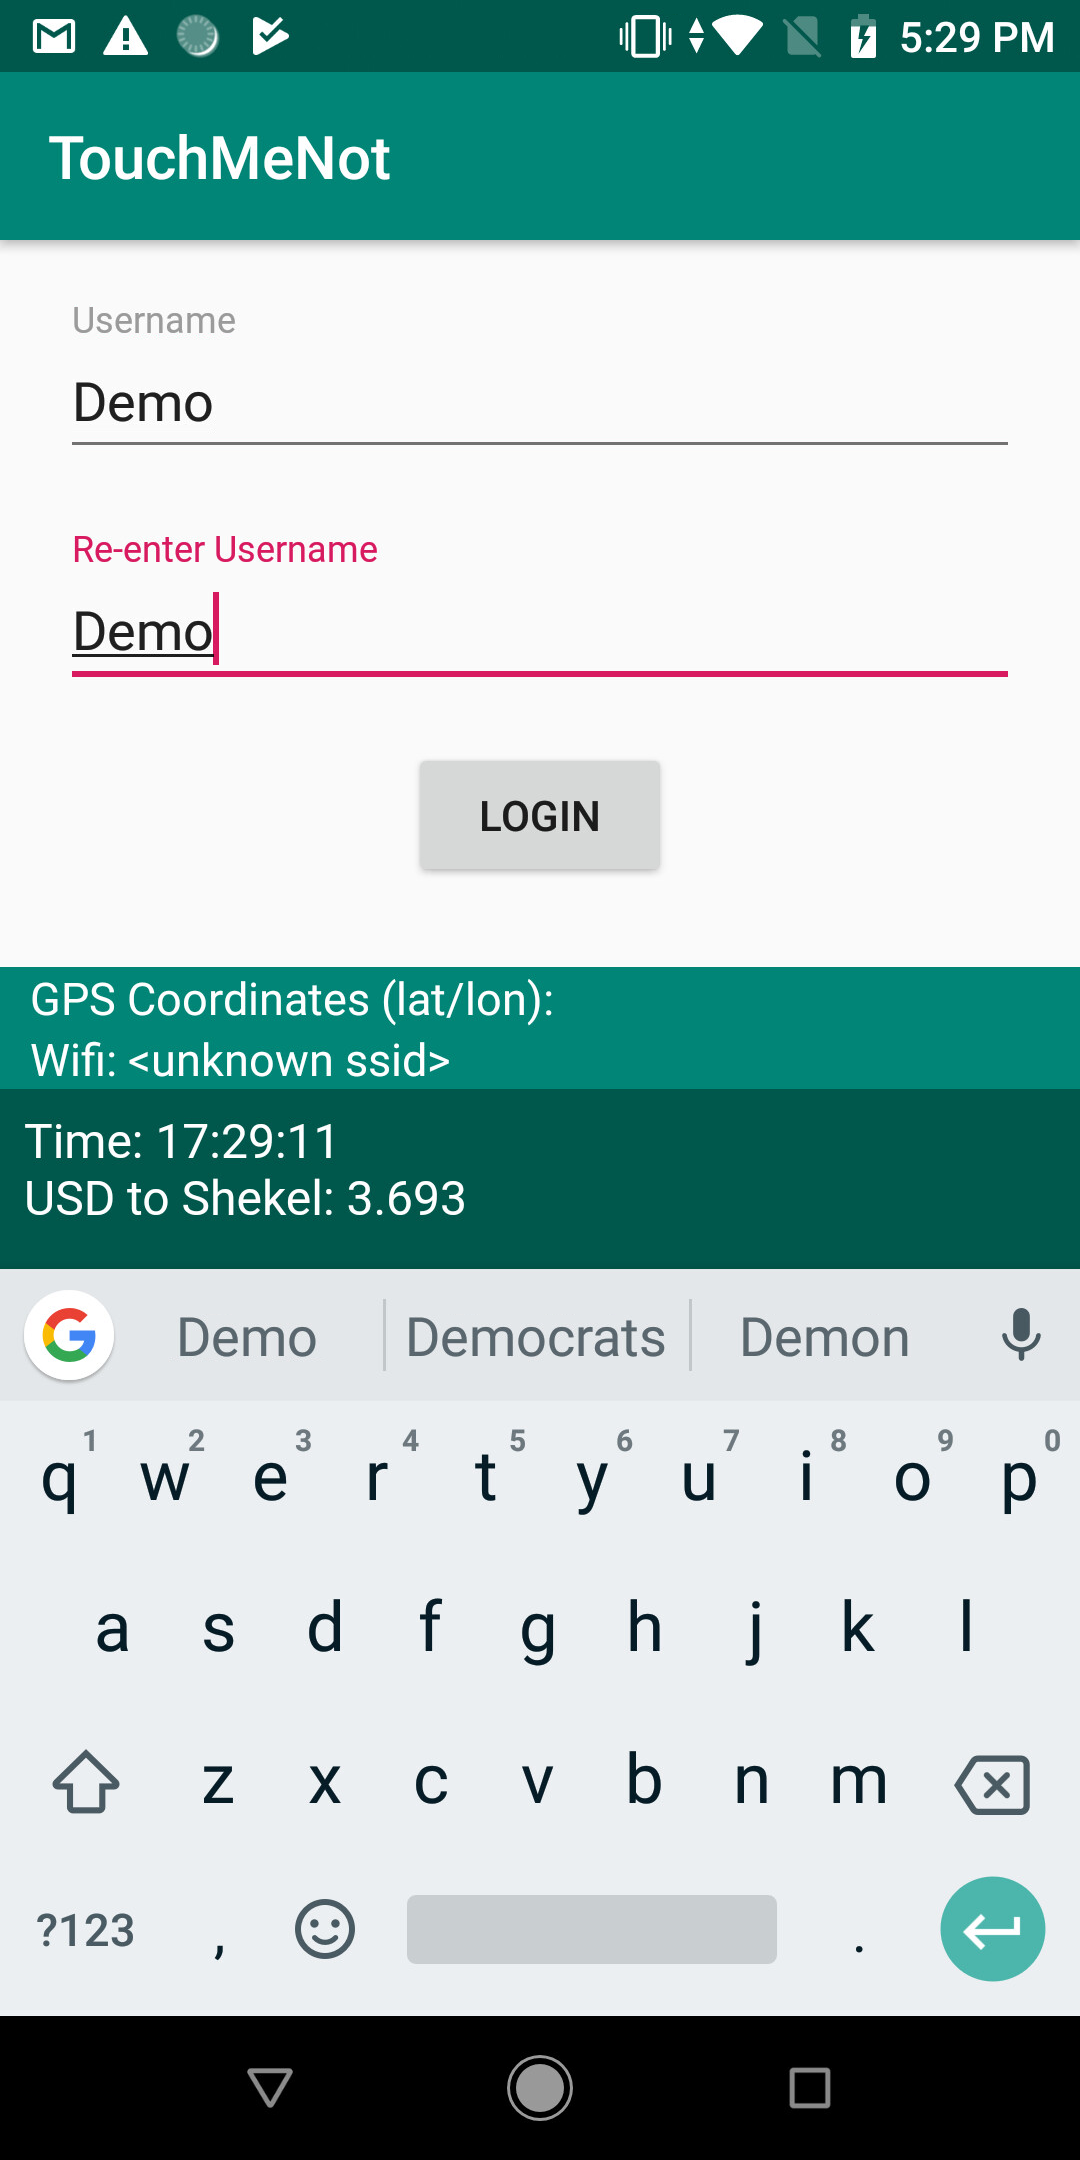 5:29 PM
TouchMeNot
Username
Demo
Re-enter Username
Demo
LOGIN
GPS Coordinates (lat/lon):
Wifi: <unknown ssid>
Time: 17:29:11
USD to Shekel: 3.693
Demo Democrats Demon
1 2 3 4 5 6 7 8 9 0
q w e r t y u i o p
a s d f g h j k l
z x c v b n m
?123 , .